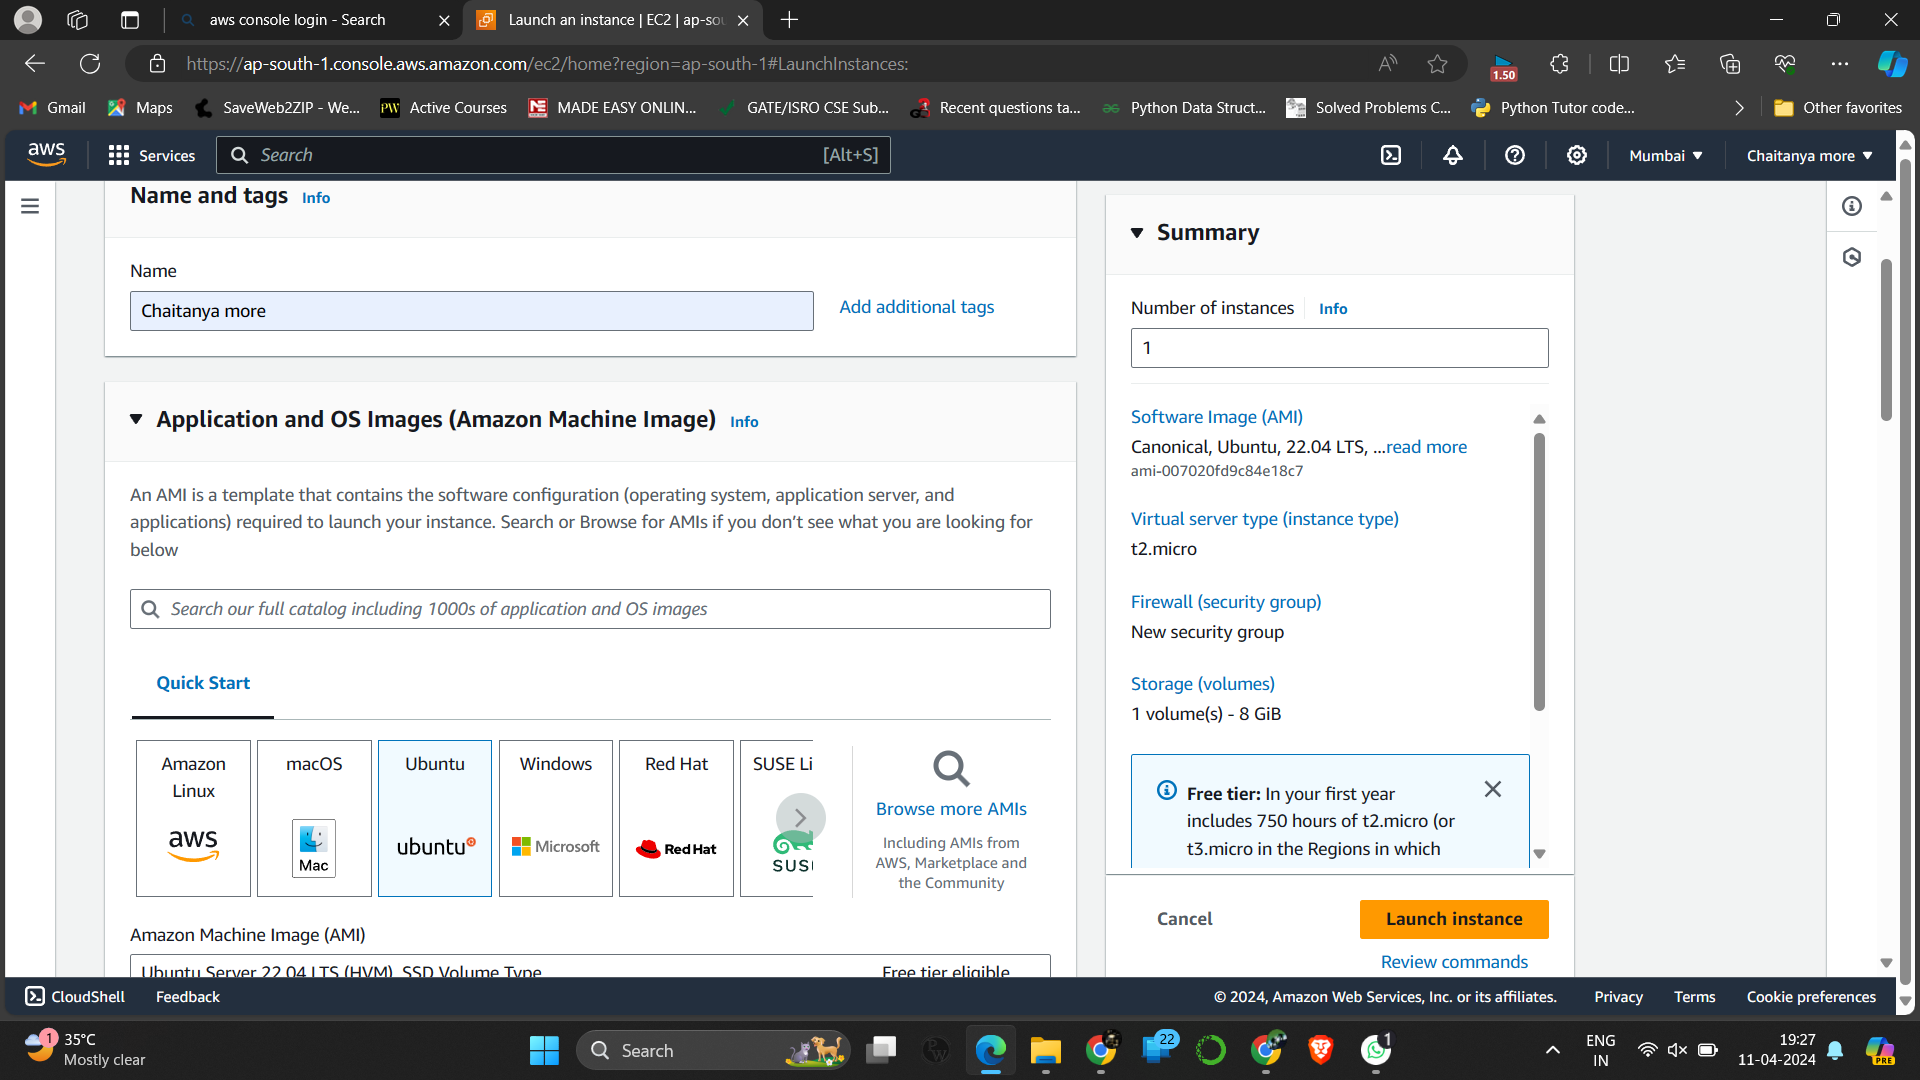 aws console login - Search
Launch an instance | EC2 | ap-sou
https://ap-south-1.console.aws.amazon.com/ec2/home?region=ap-south-1#LaunchInstances:
1.50
Gmail
Maps
SaveWeb2ZIP - We...
Active Courses
MADE EASY ONLIN...
GATE/ISRO CSE Sub...
Recent questions ta...
Python Data Struct...
Solved Problems C...
Python Tutor code...
Other favorites
aws
Services
Search
[Alt+S]
Mumbai
Chaitanya more
Name and tags Info
Name
Chaitanya more
Add additional tags
Application and OS Images (Amazon Machine Image) Info
An AMI is a template that contains the software configuration (operating system, application server, and
applications) required to launch your instance. Search or Browse for AMIs if you don’t see what you are looking for
below
Search our full catalog including 1000s of application and OS images
Quick Start
Amazon
Linux
aws
macOS
Mac
Ubuntu
ubuntu
Windows
Microsoft
Red Hat
Red Hat
SUSE Li
SUS
Browse more AMIs
Including AMIs from
AWS, Marketplace and
the Community
Amazon Machine Image (AMI)
Ubuntu Server 22.04 LTS (HVM), SSD Volume Type
Free tier eligible
Summary
Number of instances Info
1
Software Image (AMI)
Canonical, Ubuntu, 22.04 LTS, ...read more
ami-007020fd9c84e18c7
Virtual server type (instance type)
t2.micro
Firewall (security group)
New security group
Storage (volumes)
1 volume(s) - 8 GiB
Free tier: In your first year
includes 750 hours of t2.micro (or
t3.micro in the Regions in which
Cancel
Launch instance
Review commands
CloudShell
Feedback
© 2024, Amazon Web Services, Inc. or its affiliates.
Privacy
Terms
Cookie preferences
1
35°C
Mostly clear
Search
22
1
ENG
IN
19:27
11-04-2024
PRE